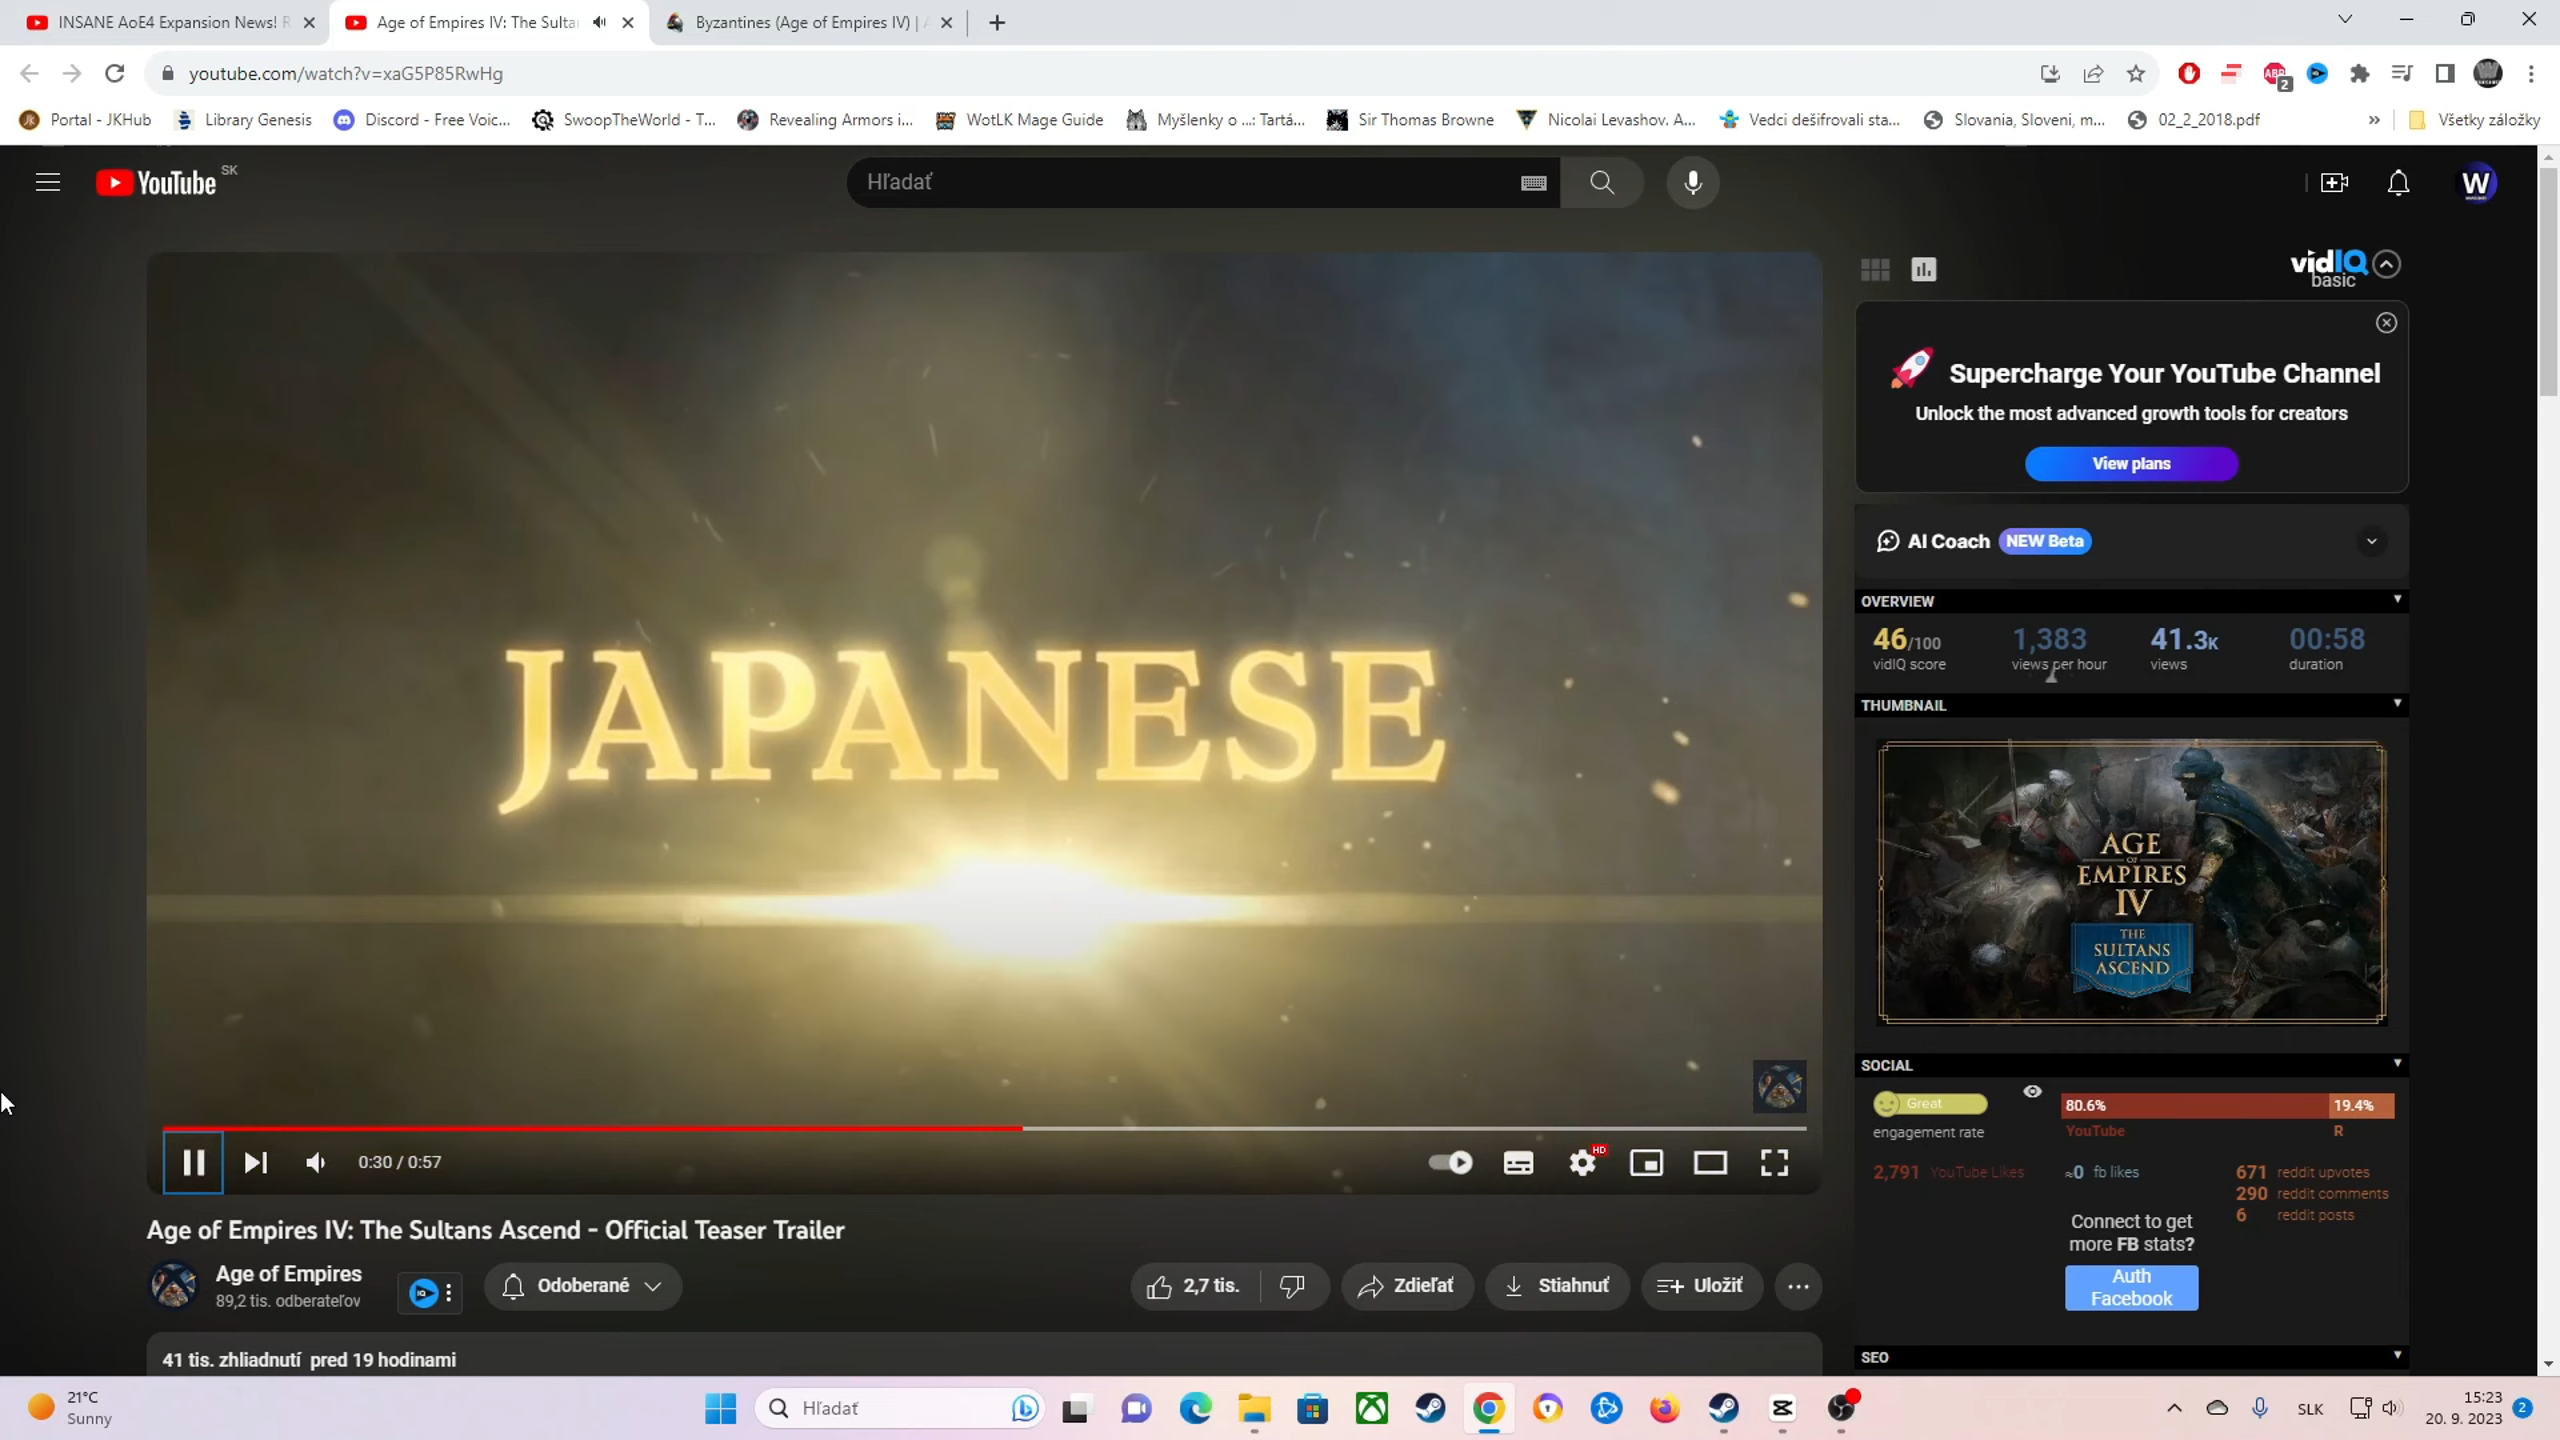 INSANE AoE4 Expansion News!
Age of Empires IV: The Sulta
Byzantines (Age of Empires IV) |
youtube.com/watch?v=xaG5P85RwHg
ABP
2
Portal - JKHub
Library Genesis
Discord - Free Voic...
SwoopTheWorld - T...
Revealing Armors i...
WotLK Mage Guide
Myšlenky o ...: Tartá...
Sir Thomas Browne
Nicolai Levashov. A...
Vedci dešifrovali sta...
Slovania, Sloveni, m...
02_2_2018.pdf
»
Všetky záložky
YouTube SK
Hľadať
W
JAPANESE
0:30 / 0:57
HD
Age of Empires IV: The Sultans Ascend - Official Teaser Trailer
Age of Empires
89,2 tis. odberateľov
Odoberané
2,7 tis.
Zdieľať
Stiahnuť
Uložiť
41 tis. zhliadnutí pred 19 hodinami
vidIQ
basic
Supercharge Your YouTube Channel
Unlock the most advanced growth tools for creators
View plans
AI Coach NEW Beta
OVERVIEW
46/100 1,383 41.3K 00:58
vidIQ score views per hour views duration
THUMBNAIL
AGE
OF
EMPIRES
IV
THE
SULTANS
ASCEND
SOCIAL
Great
80.6% 19.4%
engagement rate
YouTube R
2,791 YouTube Likes
≈0 fb likes
671 reddit upvotes
290 reddit comments
6 reddit posts
Connect to get
more FB stats?
Auth
Facebook
SEO
21°C
Sunny
Hľadať
SLK
15:23
20. 9. 2023
2